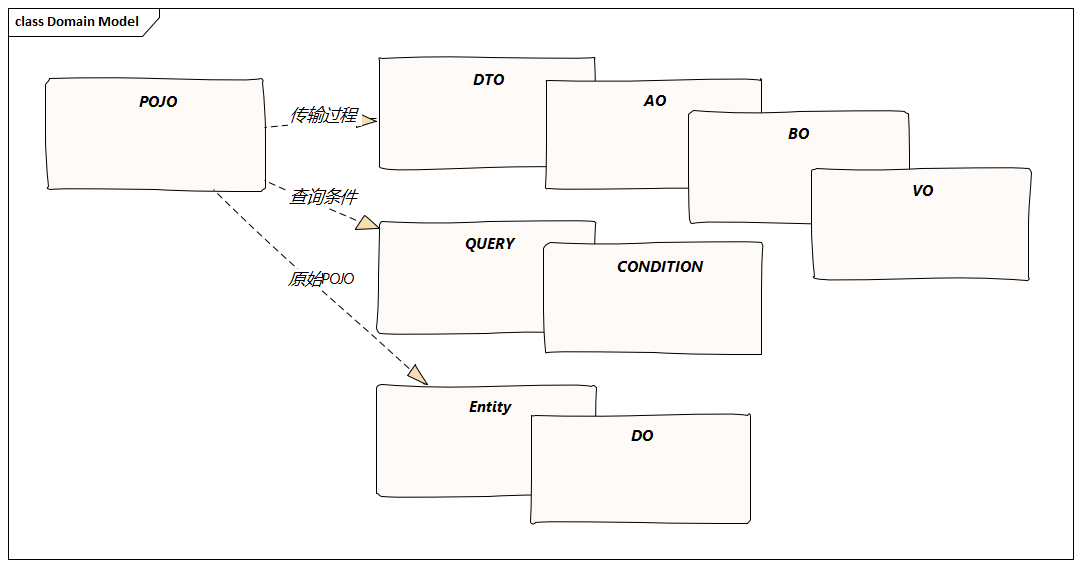 class Domain Model
POJO
传输过程
DTO
AO
BO
VO
查询条件
QUERY
CONDITION
原始POJO
Entity
DO